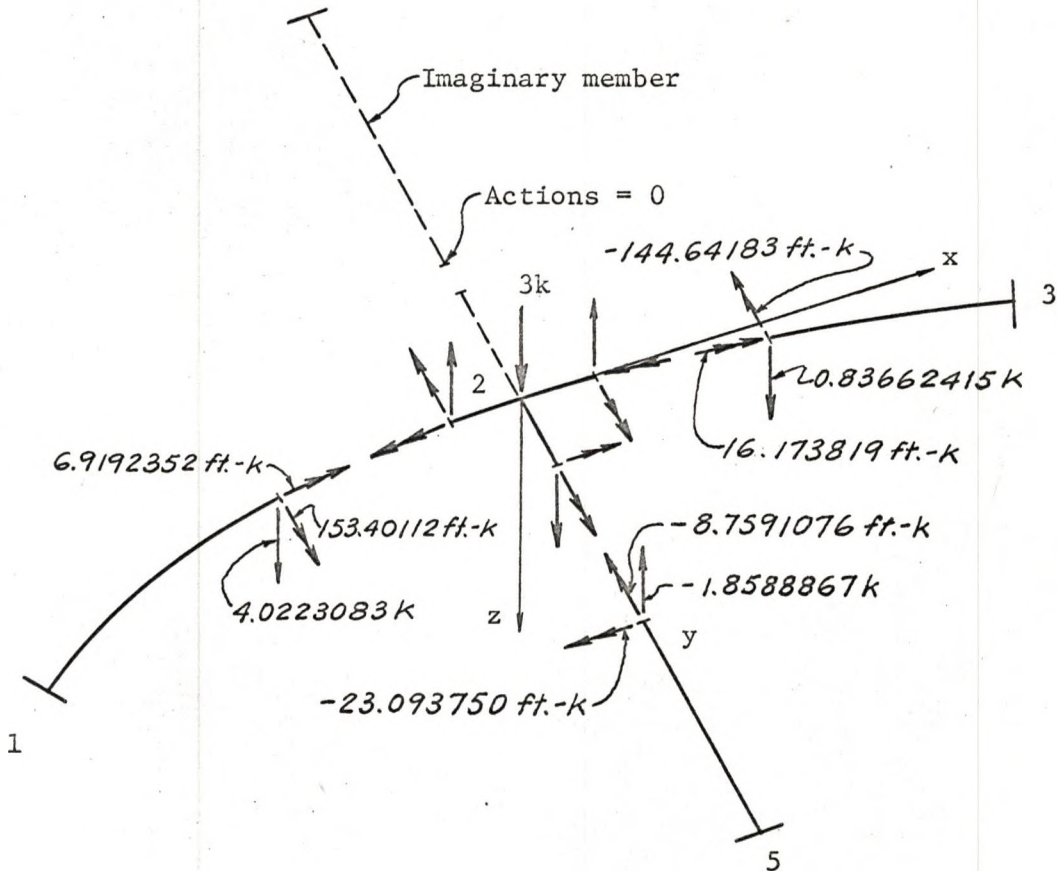 Imaginary member
Actions = 0
-144.64183 ft.-k
x
3k
3
2
0.83662415 k
6.9192352 ft.-k
16.173819 ft.-k
153.40112 ft-k
-8.7591076 ft.-k
4.0223083 k
z
-1.8588867 k
y
-23.093750 ft.-k
1
5